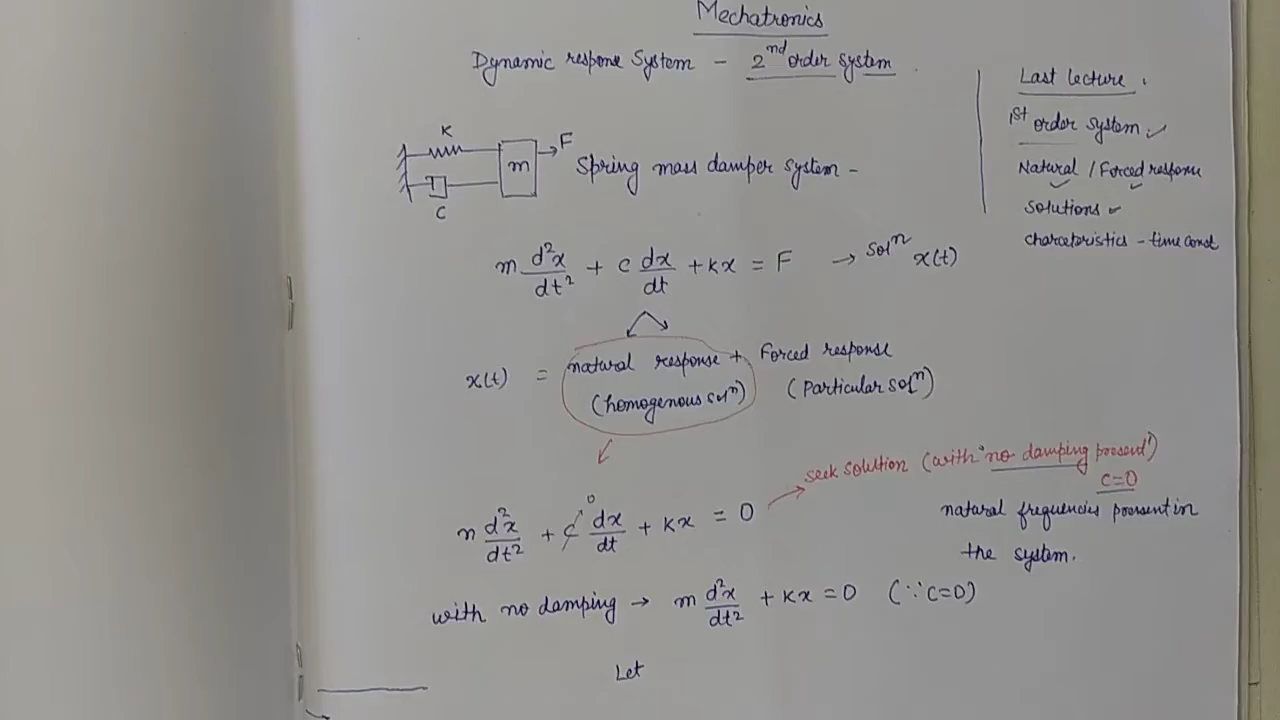 Mechatronics
Dynamic response System - 2nd order system
Last lecture
1st order system ✓
Natural / Forced response
Solutions ✓
charcteristics - time const
K
m
F
C
Spring mass damper system -
m d²x/dt² + c dx/dt + kx = F → Solⁿ x(t)
x(t) = natural response + Forced response
(homogenous solⁿ) (Particular solⁿ)
seek solution (with "no damping present")
c=0
m d²x/dt² + c dx/dt + kx = 0
0
natural frequencies present in
the system.
with no damping → m d²x/dt² + kx = 0 (∵ c=0)
Let